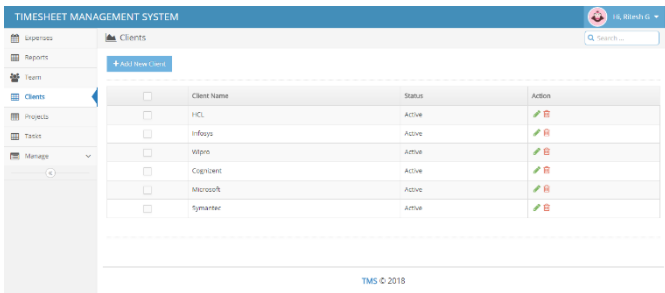 TIMESHEET MANAGEMENT SYSTEM
Hi, Ritesh G
Expenses
Reports
Team
Clients
Projects
Tasks
Manage
Clients
Search ...
+Add New Client
Client Name Status Action
HCL Active
Infosys Active
Wipro Active
Cognizent Active
Microsoft Active
Symantec Active
TMS © 2018